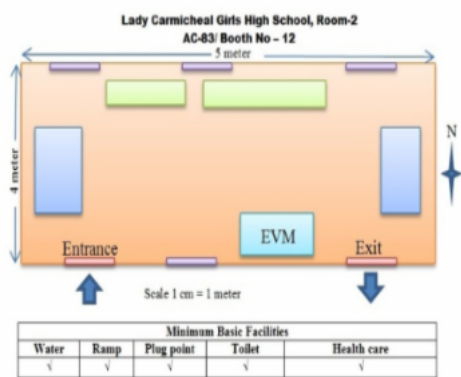 Lady Carmicheal Girls High School, Room-2
AC-83/ Booth No – 12
5 meter
4 meter
N
Entrance
EVM
Exit
Scale 1 cm = 1 meter
Minimum Basic Facilities
Water Ramp Plug point Toilet Health care
√ √ √ √ √